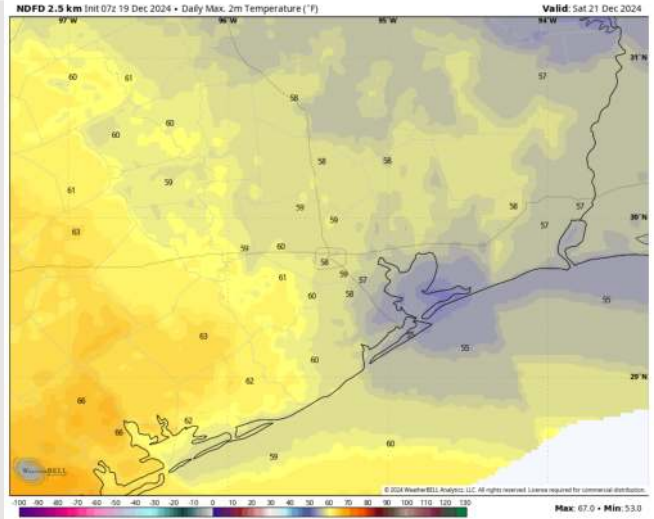 NDFD 2.5 km Init 07z 19 Dec 2024 • Daily Max. 2m Temperature (°F) Valid: Sat 21 Dec 2024
97°W 96°W 95°W 94°W
31°N
60 61 57
58
60 60
59 58 58
61
59 58 57
63 59 57 30°N
59 60 58
61 59 57
60 58 55
63 60 55
62 29°N
66
66 62
59 60
WeatherBELL
© 2024 WeatherBELL Analytics, LLC. All rights reserved. License required for commercial distribution.
-100 -90 -80 -70 -60 -50 -40 -30 -20 -10 0 10 20 30 40 50 60 70 80 90 100 110 120 130
Max: 67.0 • Min: 53.0